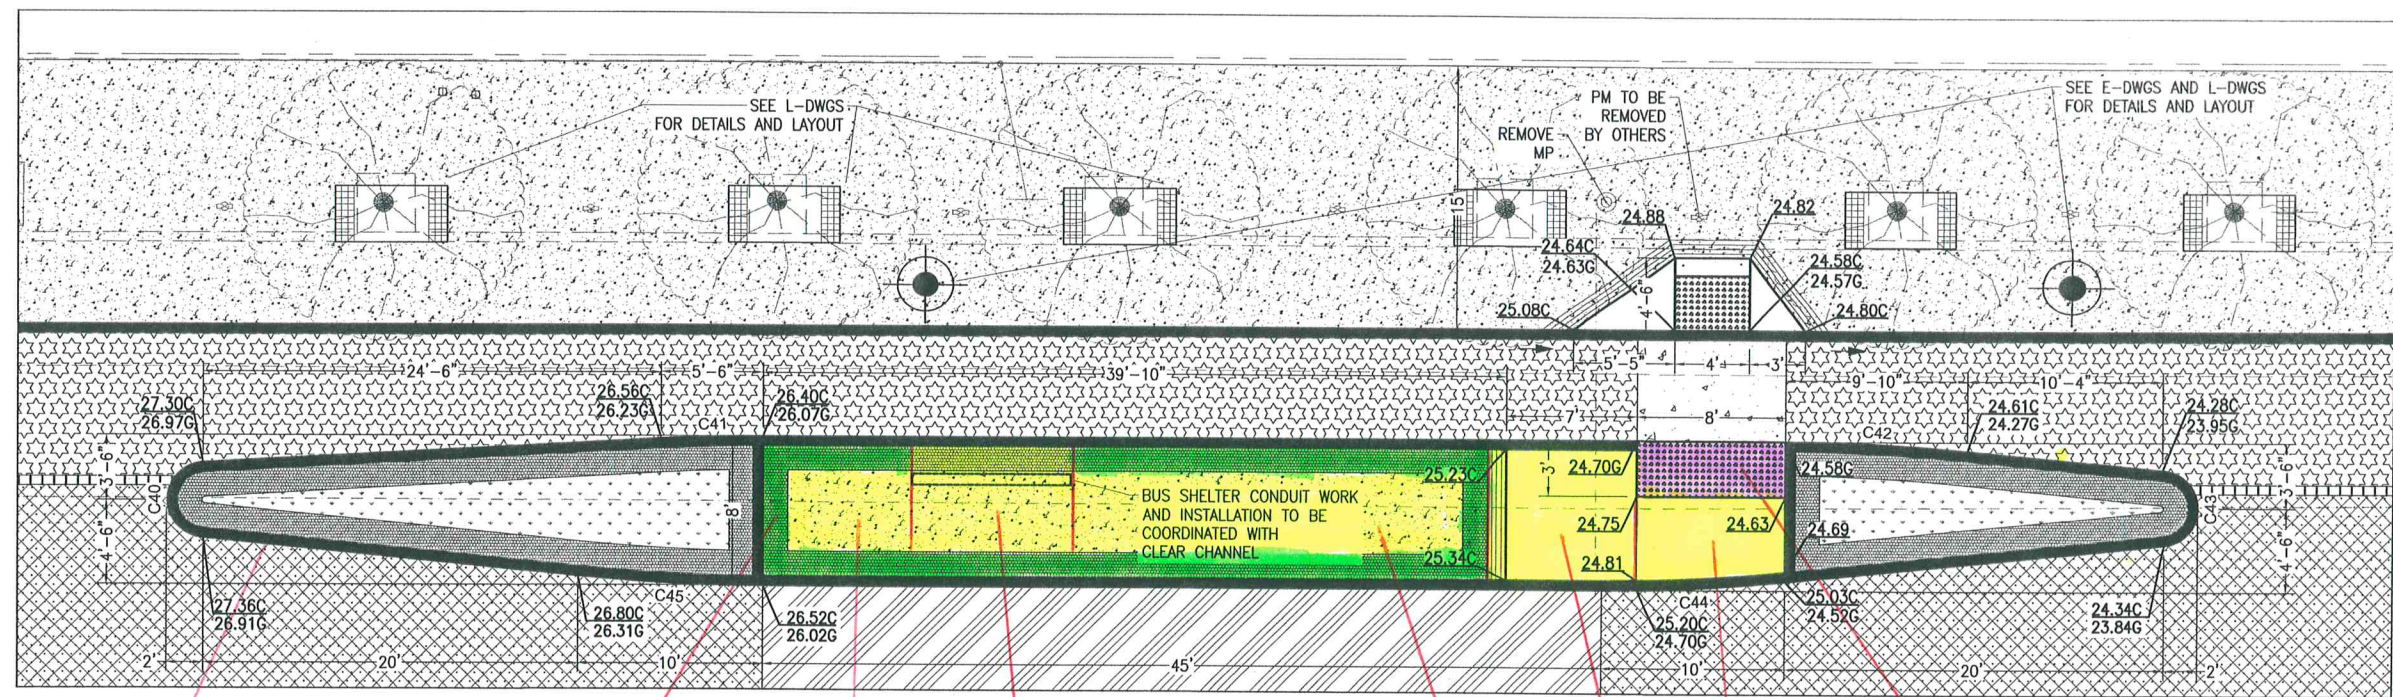 SEE L-DWGS
FOR DETAILS AND LAYOUT
PM TO BE
REMOVED
BY OTHERS
REMOVE
MP
SEE E-DWGS AND L-DWGS
FOR DETAILS AND LAYOUT
15'
24.88
24.82
24.64C
24.63G
4'-6"
24.58C
24.57G
25.08C
24.80C
24'-6"
5'-6"
39'-10"
5'-5"
4'
3'
9'-10"
10'-4"
27.30C
26.97G
26.56C
26.23G
26.40C
26.07G
C41
7'
8'
C42
24.61C
24.27G
24.28C
23.95G
3'-6"
C40
4'-6"
8'
BUS SHELTER CONDUIT WORK
AND INSTALLATION TO BE
COORDINATED WITH
CLEAR CHANNEL
25.23C
3'
24.70G
24.58G
24.75
24.63
24.69
25.34C
24.81
3'-6"
C43
4'-6"
27.36C
26.91G
26.80C
26.31G
C45
26.52C
26.02G
C44
25.20C
24.70G
25.03C
24.52G
24.34C
23.84G
2'
20'
10'
45'
10'
20'
2'